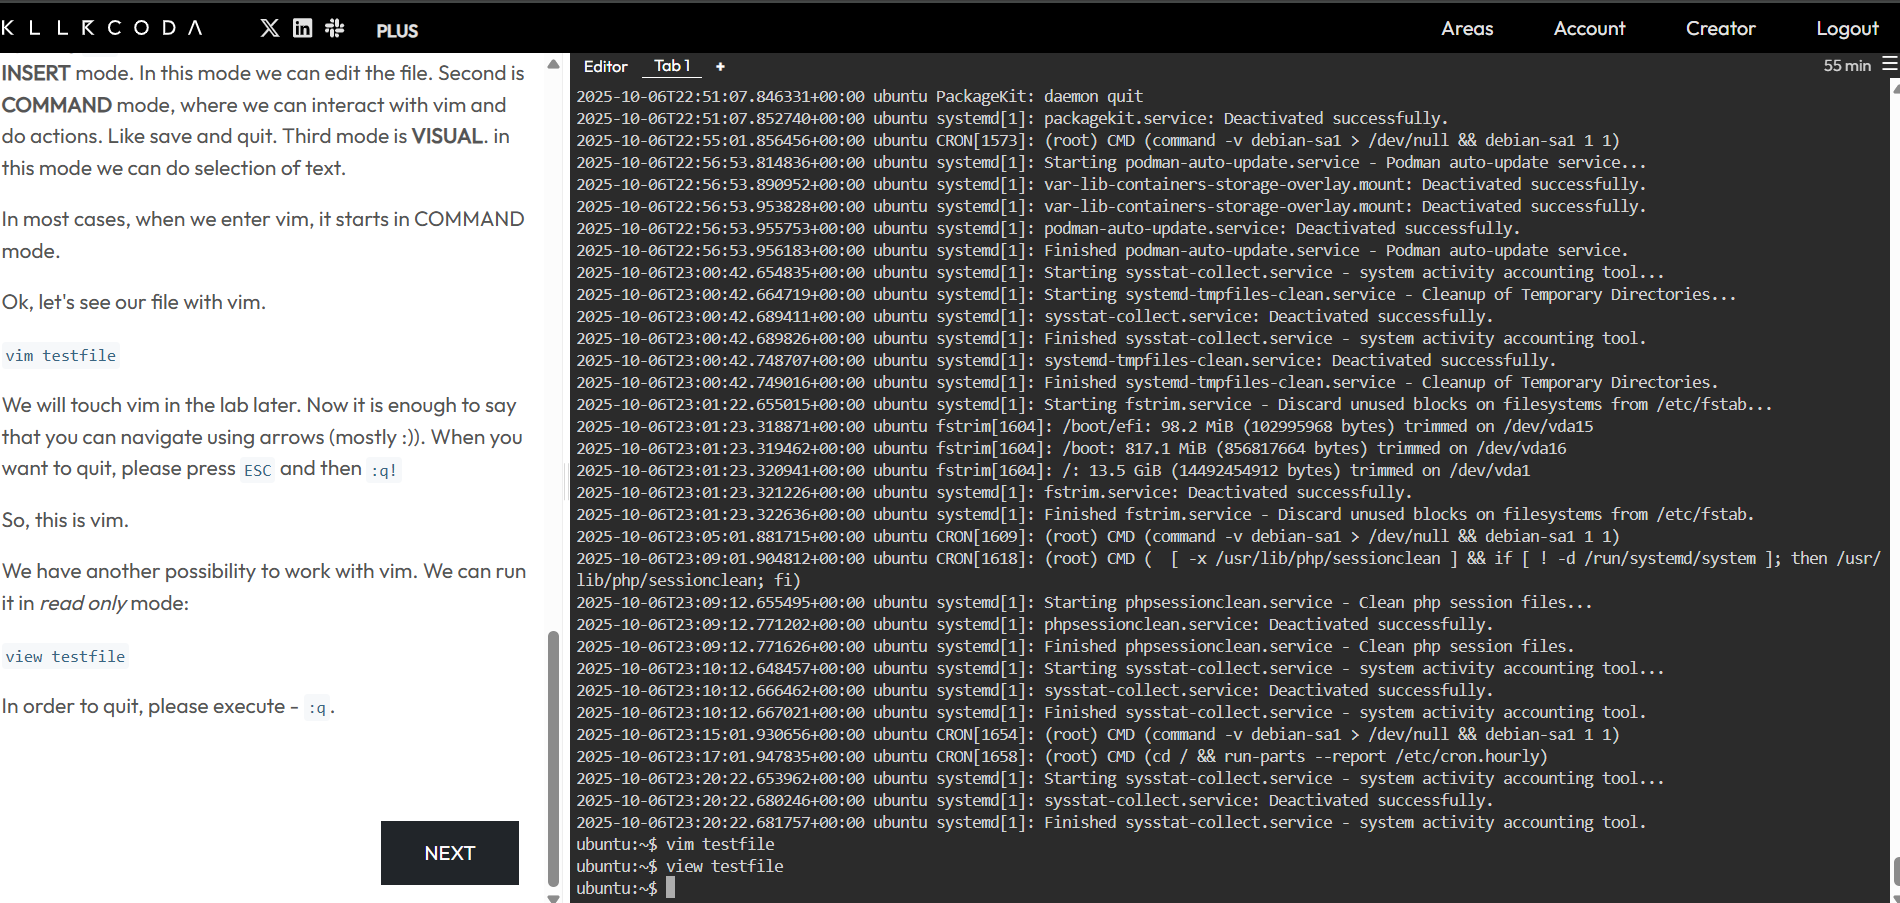 KLLRCODA PLUS Areas Account Creator Logout
INSERT mode. In this mode we can edit the file. Second is
COMMAND mode, where we can interact with vim and
do actions. Like save and quit. Third mode is VISUAL. in
this mode we can do selection of text.
In most cases, when we enter vim, it starts in COMMAND
mode.
Ok, let's see our file with vim.
vim testfile
We will touch vim in the lab later. Now it is enough to say
that you can navigate using arrows (mostly :)). When you
want to quit, please press ESC and then :q!
So, this is vim.
We have another possibility to work with vim. We can run
it in read only mode:
view testfile
In order to quit, please execute - :q.
NEXT
Editor Tab 1 + 55 min
2025-10-06T22:51:07.846331+00:00 ubuntu PackageKit: daemon quit
2025-10-06T22:51:07.852740+00:00 ubuntu systemd[1]: packagekit.service: Deactivated successfully.
2025-10-06T22:55:01.856456+00:00 ubuntu CRON[1573]: (root) CMD (command -v debian-sa1 > /dev/null && debian-sa1 1 1)
2025-10-06T22:56:53.814836+00:00 ubuntu systemd[1]: Starting podman-auto-update.service - Podman auto-update service...
2025-10-06T22:56:53.890952+00:00 ubuntu systemd[1]: var-lib-containers-storage-overlay.mount: Deactivated successfully.
2025-10-06T22:56:53.953828+00:00 ubuntu systemd[1]: var-lib-containers-storage-overlay.mount: Deactivated successfully.
2025-10-06T22:56:53.955753+00:00 ubuntu systemd[1]: podman-auto-update.service: Deactivated successfully.
2025-10-06T22:56:53.956183+00:00 ubuntu systemd[1]: Finished podman-auto-update.service - Podman auto-update service.
2025-10-06T23:00:42.654835+00:00 ubuntu systemd[1]: Starting sysstat-collect.service - system activity accounting tool...
2025-10-06T23:00:42.664719+00:00 ubuntu systemd[1]: Starting systemd-tmpfiles-clean.service - Cleanup of Temporary Directories...
2025-10-06T23:00:42.689411+00:00 ubuntu systemd[1]: sysstat-collect.service: Deactivated successfully.
2025-10-06T23:00:42.689826+00:00 ubuntu systemd[1]: Finished sysstat-collect.service - system activity accounting tool.
2025-10-06T23:00:42.748707+00:00 ubuntu systemd[1]: systemd-tmpfiles-clean.service: Deactivated successfully.
2025-10-06T23:00:42.749016+00:00 ubuntu systemd[1]: Finished systemd-tmpfiles-clean.service - Cleanup of Temporary Directories.
2025-10-06T23:01:22.655015+00:00 ubuntu systemd[1]: Starting fstrim.service - Discard unused blocks on filesystems from /etc/fstab...
2025-10-06T23:01:23.318871+00:00 ubuntu fstrim[1604]: /boot/efi: 98.2 MiB (102995968 bytes) trimmed on /dev/vda15
2025-10-06T23:01:23.319462+00:00 ubuntu fstrim[1604]: /boot: 817.1 MiB (856817664 bytes) trimmed on /dev/vda16
2025-10-06T23:01:23.320941+00:00 ubuntu fstrim[1604]: /: 13.5 GiB (14492454912 bytes) trimmed on /dev/vda1
2025-10-06T23:01:23.321226+00:00 ubuntu systemd[1]: fstrim.service: Deactivated successfully.
2025-10-06T23:01:23.322636+00:00 ubuntu systemd[1]: Finished fstrim.service - Discard unused blocks on filesystems from /etc/fstab.
2025-10-06T23:05:01.881715+00:00 ubuntu CRON[1609]: (root) CMD (command -v debian-sa1 > /dev/null && debian-sa1 1 1)
2025-10-06T23:09:01.904812+00:00 ubuntu CRON[1618]: (root) CMD (  [ -x /usr/lib/php/sessionclean ] && if [ ! -d /run/systemd/system ]; then /usr/
lib/php/sessionclean; fi)
2025-10-06T23:09:12.655495+00:00 ubuntu systemd[1]: Starting phpsessionclean.service - Clean php session files...
2025-10-06T23:09:12.771202+00:00 ubuntu systemd[1]: phpsessionclean.service: Deactivated successfully.
2025-10-06T23:09:12.771626+00:00 ubuntu systemd[1]: Finished phpsessionclean.service - Clean php session files.
2025-10-06T23:10:12.648457+00:00 ubuntu systemd[1]: Starting sysstat-collect.service - system activity accounting tool...
2025-10-06T23:10:12.666462+00:00 ubuntu systemd[1]: sysstat-collect.service: Deactivated successfully.
2025-10-06T23:10:12.667021+00:00 ubuntu systemd[1]: Finished sysstat-collect.service - system activity accounting tool.
2025-10-06T23:15:01.930656+00:00 ubuntu CRON[1654]: (root) CMD (command -v debian-sa1 > /dev/null && debian-sa1 1 1)
2025-10-06T23:17:01.947835+00:00 ubuntu CRON[1658]: (root) CMD (cd / && run-parts --report /etc/cron.hourly)
2025-10-06T23:20:22.653962+00:00 ubuntu systemd[1]: Starting sysstat-collect.service - system activity accounting tool...
2025-10-06T23:20:22.680246+00:00 ubuntu systemd[1]: sysstat-collect.service: Deactivated successfully.
2025-10-06T23:20:22.681757+00:00 ubuntu systemd[1]: Finished sysstat-collect.service - system activity accounting tool.
ubuntu:~$ vim testfile
ubuntu:~$ view testfile
ubuntu:~$